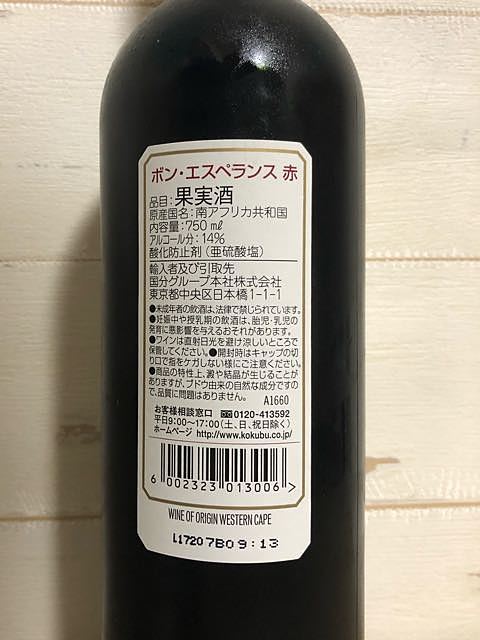 ボン・エスペランス 赤
品目:果実酒
原産国名:南アフリカ共和国
内容量:750㎖
アルコール分:14%
酸化防止剤(亜硫酸塩)
輸入者及び引取先
国分グループ本社株式会社
東京都中央区日本橋1-1-1
●未成年者の飲酒は、法律で禁じられています。
●妊娠中や授乳期の飲酒は、胎児・乳児の
発育に悪影響を与えるおそれがあります。
●ワインは直射日光を避け涼しいところで
保管してください。●開封時はキャップの切
り口で指をケガしない様にご注意ください。
●商品の特性上、澱や結晶が生じることが
ありますが、ブドウ由来の自然な成分ですの
で、品質に問題はありません。 A1660
お客様相談窓口 0120-413592
平日9:00〜17:00(土、日、祝日除く)
ホームページ http://www.kokubu.co.jp/
6 002323 013006 >
WINE OF ORIGIN WESTERN CAPE
L17207B09:13